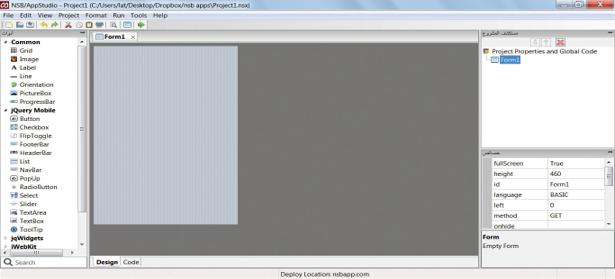 NSB/AppStudio - Project1 (C:/Users/lat/Desktop/Dropbox/nsb apps/Project1.nsx)
File Edit View Project Format Run Tools Help
أدوات
Common
Grid
Image
Label
Line
Orientation
PictureBox
ProgressBar
jQuery Mobile
Button
Checkbox
FlipToggle
FooterBar
HeaderBar
List
NavBar
PopUp
RadioButton
Select
Slider
TextArea
TextBox
ToolTip
jqWidgets
iWebKit
Search
Form1
Design Code
مستكشف المشروع
Project Properties and Global Code
Form1
خصائص
fullScreen True
height 460
id Form1
language BASIC
left 0
method GET
onhide
Form
Empty Form
Deploy Location: nsbapp.com